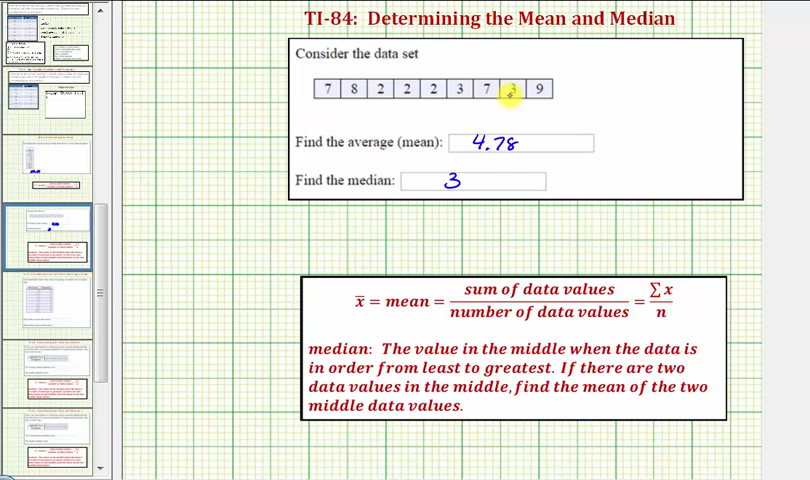 TI-84: Determining the Mean and Median
Consider the data set
7 8 2 2 2 3 7 3 9
Find the average (mean): 4.78
Find the median: 3
x̅ = mean = sum of data values / number of data values = ∑ x / n
median: The value in the middle when the data is
in order from least to greatest. If there are two
data values in the middle, find the mean of the two
middle data values.